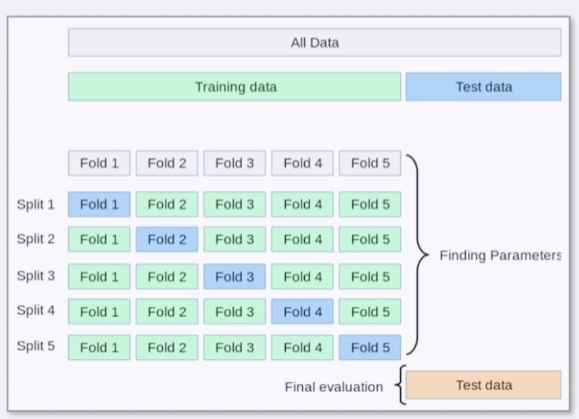 All Data
Training data Test data
Fold 1 Fold 2 Fold 3 Fold 4 Fold 5
Split 1 Fold 1 Fold 2 Fold 3 Fold 4 Fold 5
Split 2 Fold 1 Fold 2 Fold 3 Fold 4 Fold 5
Finding Parameters
Split 3 Fold 1 Fold 2 Fold 3 Fold 4 Fold 5
Split 4 Fold 1 Fold 2 Fold 3 Fold 4 Fold 5
Split 5 Fold 1 Fold 2 Fold 3 Fold 4 Fold 5
Final evaluation Test data